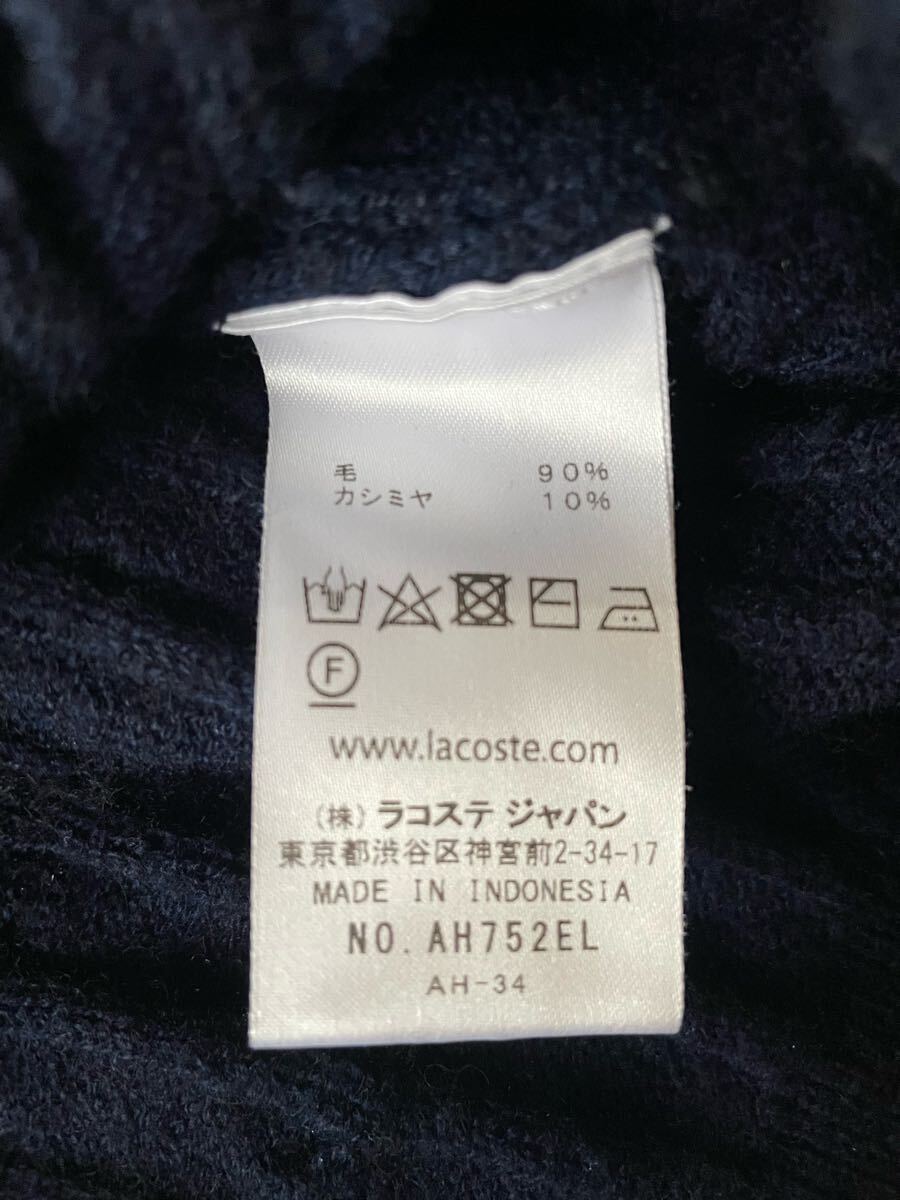 毛 90%
カシミヤ 10%
F
www.lacoste.com
(株) ラコステ ジャパン
東京都渋谷区神宮前2-34-17
MADE IN INDONESIA
NO. AH752EL
AH-34